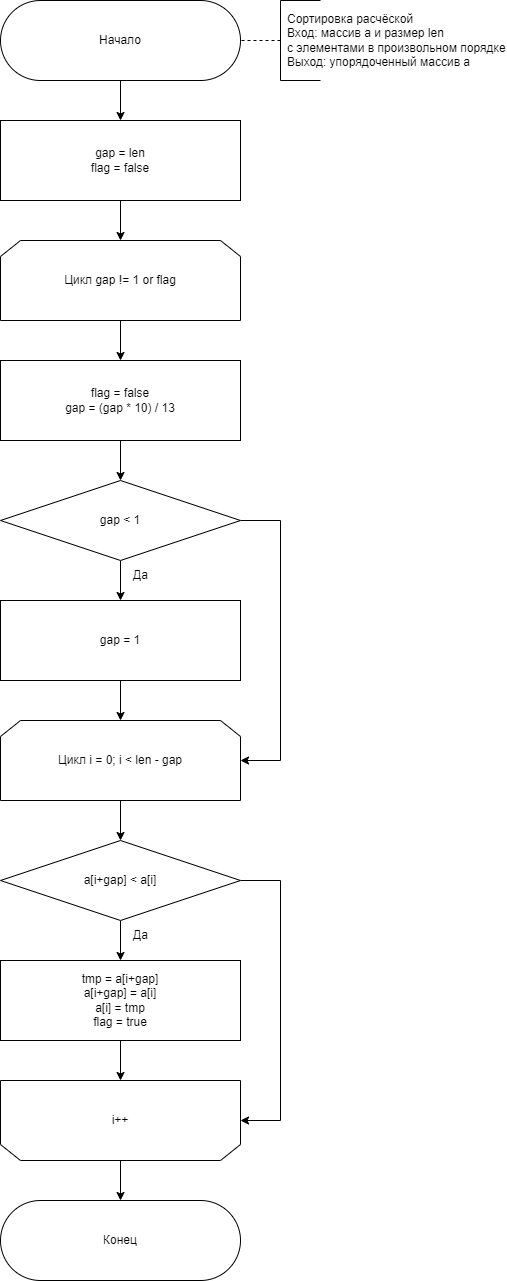 Начало
Сортировка расчёской
Вход: массив a и размер len
с элементами в произвольном порядке
Выход: упорядоченный массив a
gap = len
flag = false
Цикл gap != 1 or flag
flag = false
gap = (gap * 10) / 13
gap < 1
Да
gap = 1
Цикл i = 0; i < len - gap
a[i+gap] < a[i]
Да
tmp = a[i+gap]
a[i+gap] = a[i]
a[i] = tmp
flag = true
i++
Конец